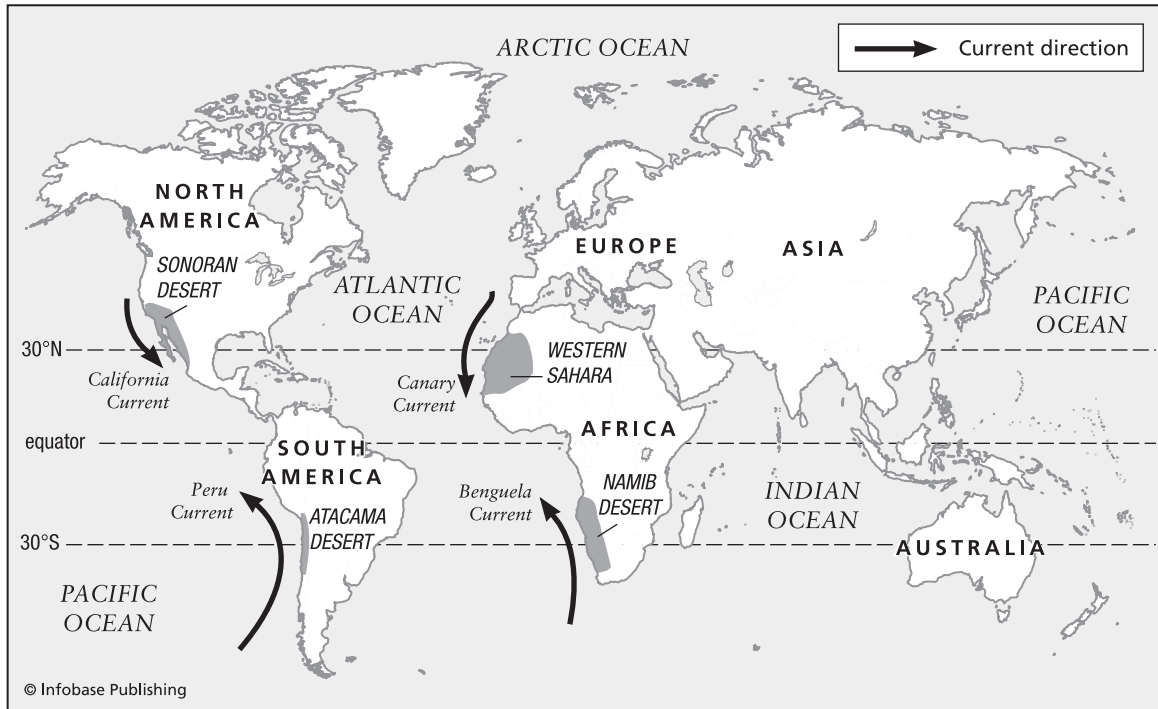 ARCTIC OCEAN
Current direction
NORTH
AMERICA
EUROPE
ASIA
SONORAN
DESERT
ATLANTIC
OCEAN
PACIFIC
OCEAN
30°N
WESTERN
SAHARA
California
Current
Canary
Current
AFRICA
equator
SOUTH
AMERICA
Peru
Current
Benguela
Current
NAMIB
DESERT
INDIAN
OCEAN
ATACAMA
DESERT
30°S
AUSTRALIA
PACIFIC
OCEAN
© Infobase Publishing